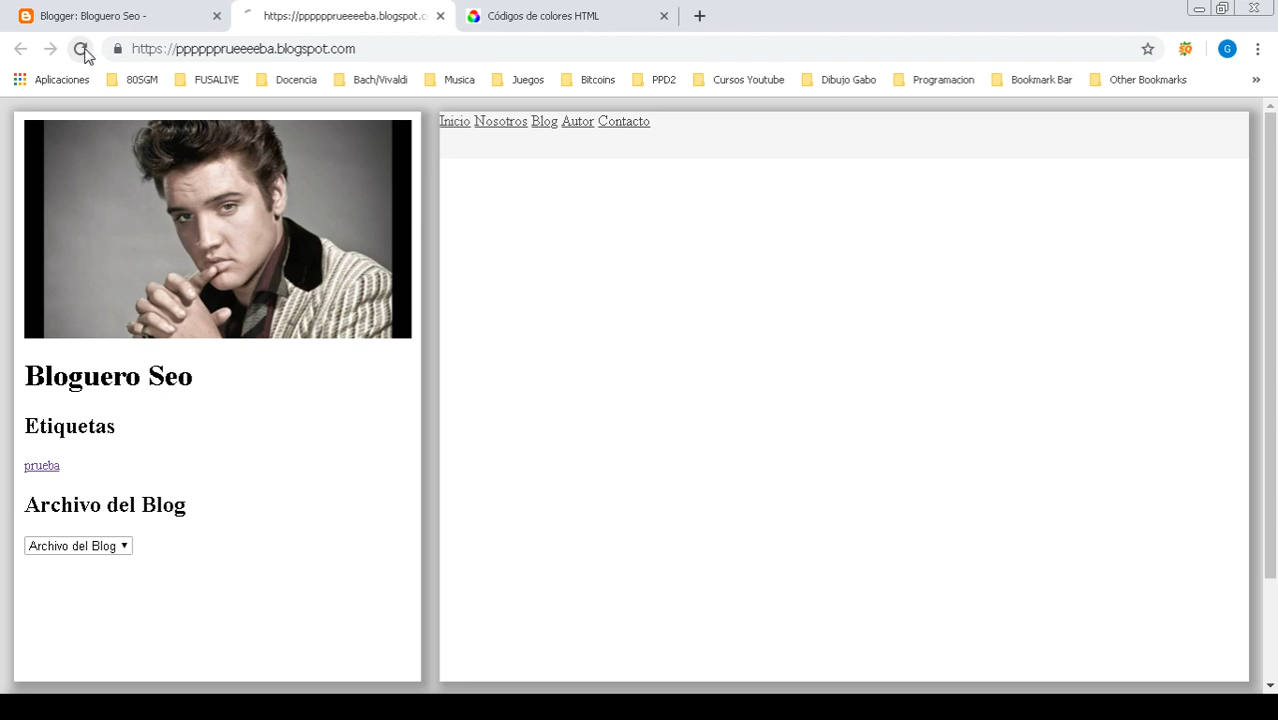 Blogger: Bloguero Seo -
https://ppppppprueeeeba.blogspot.c
Códigos de colores HTML
https://ppppppprueeeeba.blogspot.com
G
Aplicaciones
80SGM
FUSALIVE
Docencia
Bach/Vivaldi
Musica
Juegos
Bitcoins
PPD2
Cursos Youtube
Dibujo Gabo
Programacion
Bookmark Bar
Other Bookmarks
»
Inicio Nosotros Blog Autor Contacto
Bloguero Seo
Etiquetas
prueba
Archivo del Blog
Archivo del Blog